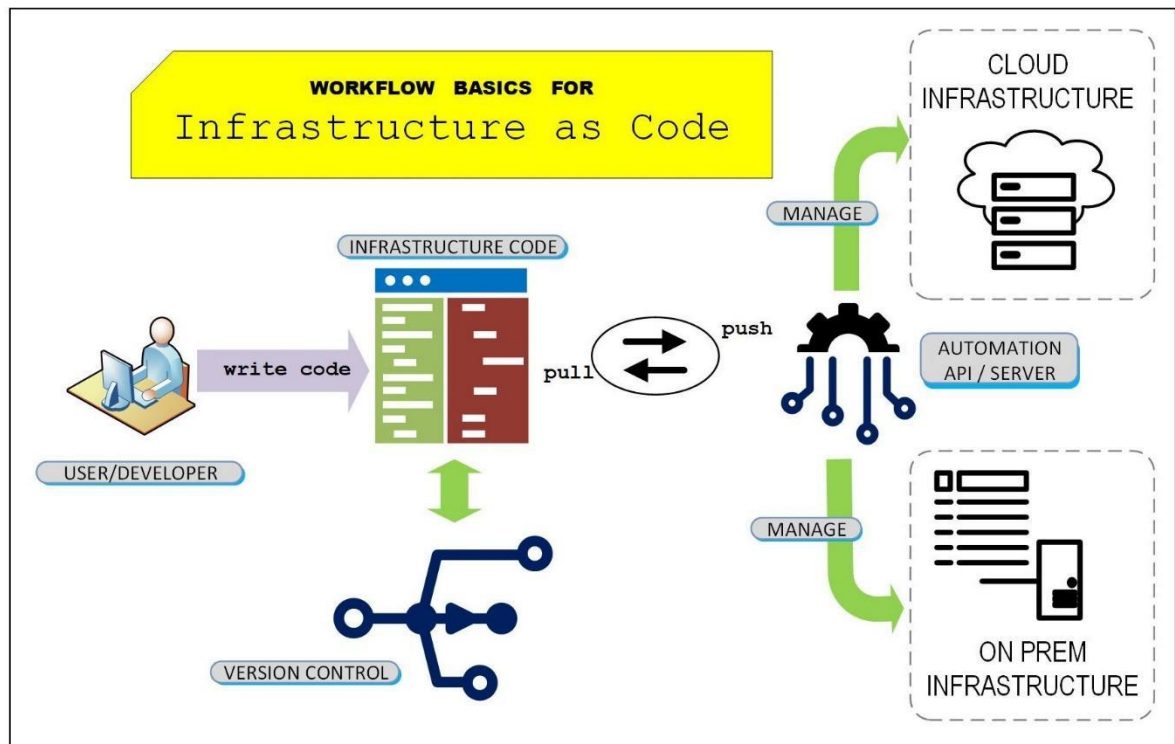 WORKFLOW BASICS FOR
Infrastructure as Code
CLOUD
INFRASTRUCTURE
MANAGE
INFRASTRUCTURE CODE
write code
pull
push
AUTOMATION
API / SERVER
USER/DEVELOPER
MANAGE
VERSION CONTROL
ON PREM
INFRASTRUCTURE